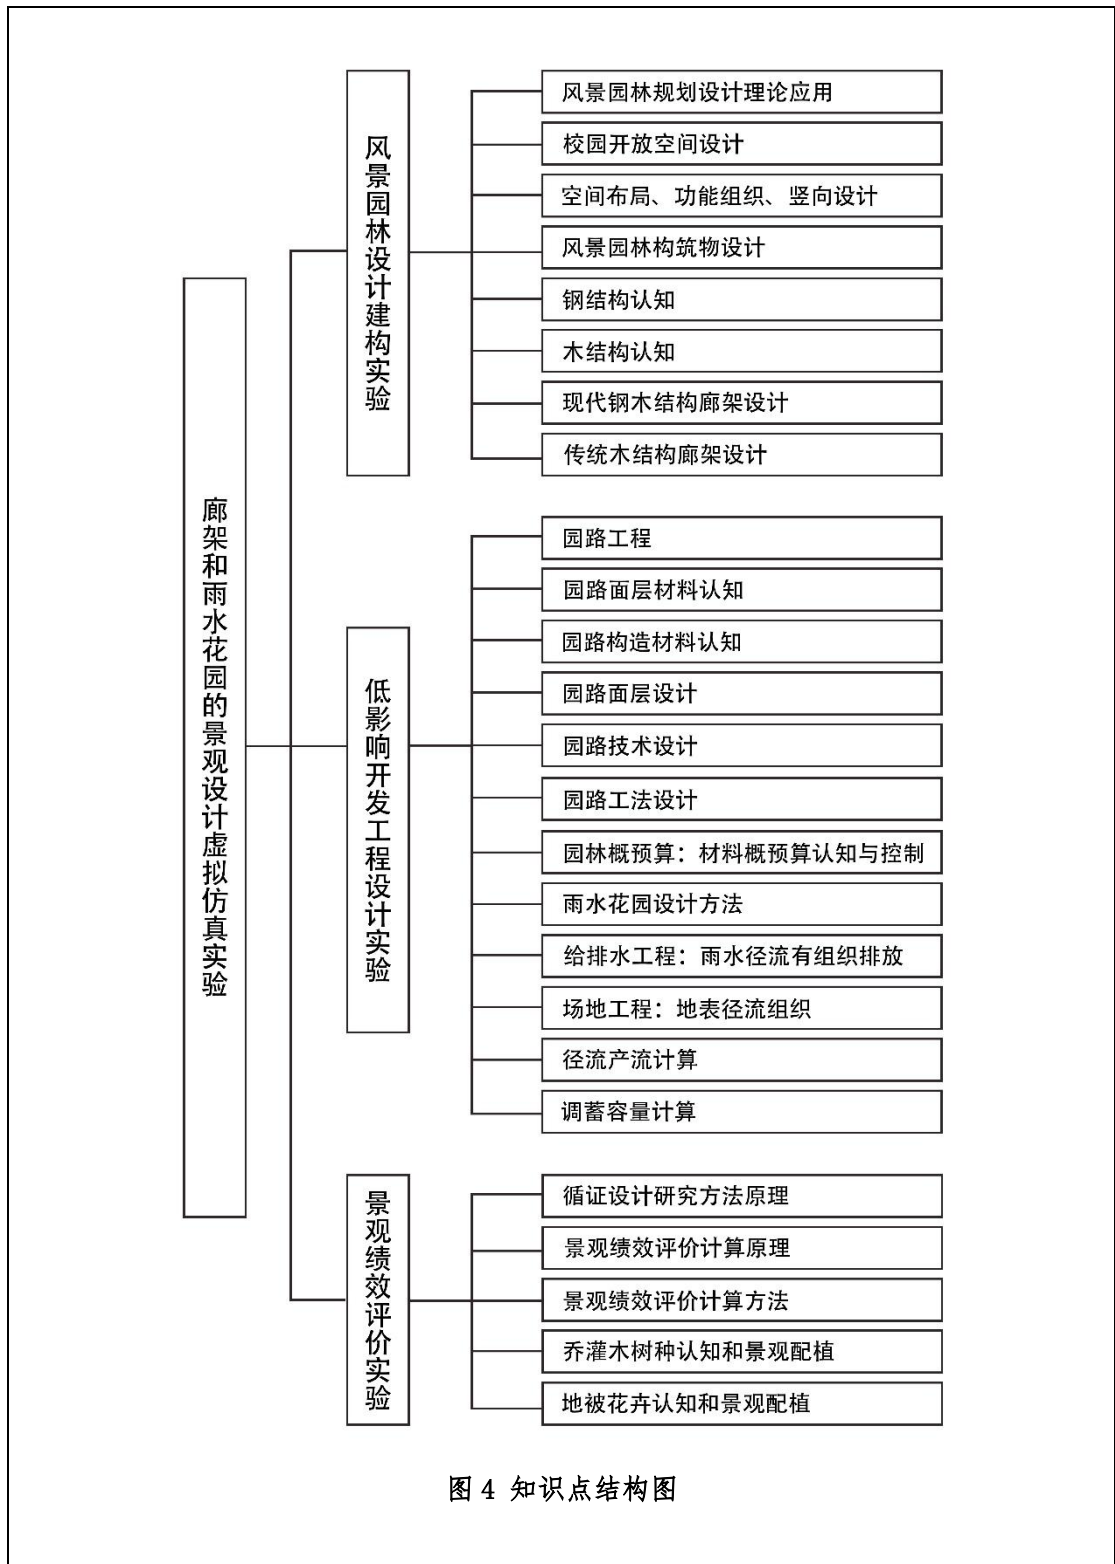 廊架和雨水花园的景观设计虚拟仿真实验
风景园林设计建构实验
风景园林规划设计理论应用
校园开放空间设计
空间布局、功能组织、竖向设计
风景园林构筑物设计
钢结构认知
木结构认知
现代钢木结构廊架设计
传统木结构廊架设计
低影响开发工程设计实验
园路工程
园路面层材料认知
园路构造材料认知
园路面层设计
园路技术设计
园路工法设计
园林概预算：材料概预算认知与控制
雨水花园设计方法
给排水工程：雨水径流有组织排放
场地工程：地表径流组织
径流产流计算
调蓄容量计算
景观绩效评价实验
循证设计研究方法原理
景观绩效评价计算原理
景观绩效评价计算方法
乔灌木树种认知和景观配植
地被花卉认知和景观配植
图 4 知识点结构图